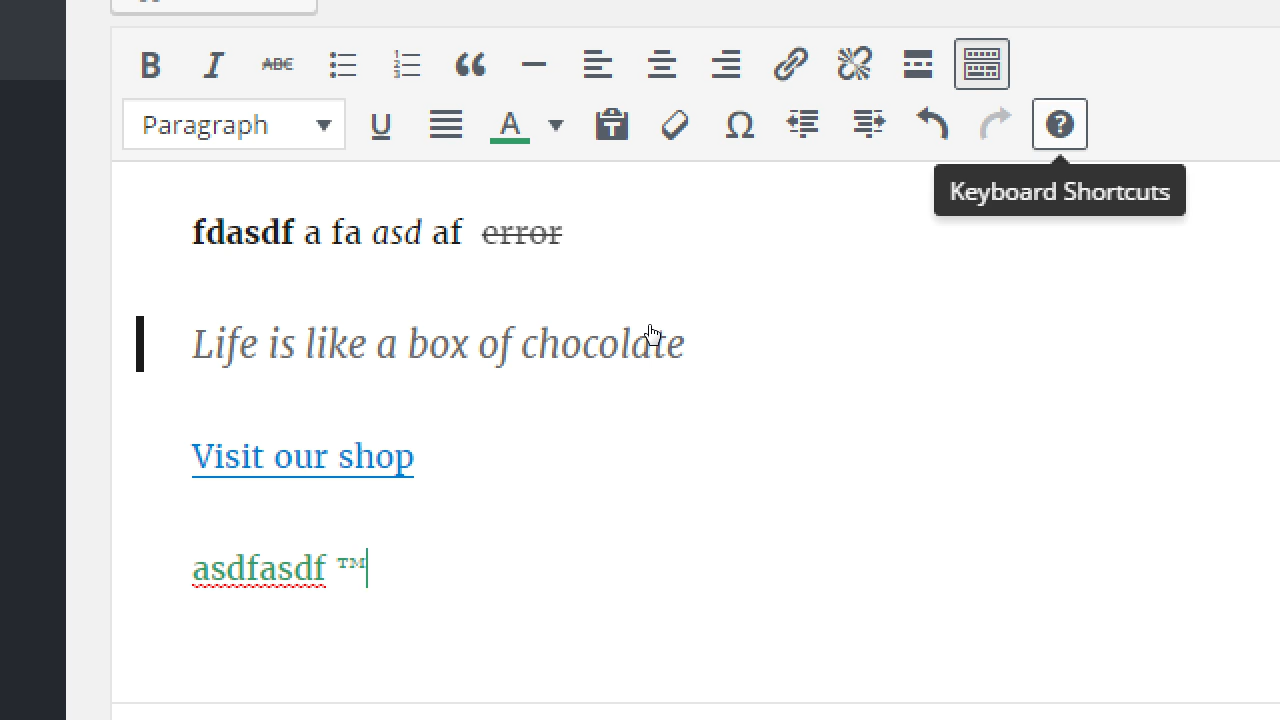 B I ABC
Paragraph U A Ω ?
Keyboard Shortcuts
fdasdf a fa asd af error
Life is like a box of chocolate
Visit our shop
asdfasdf ™